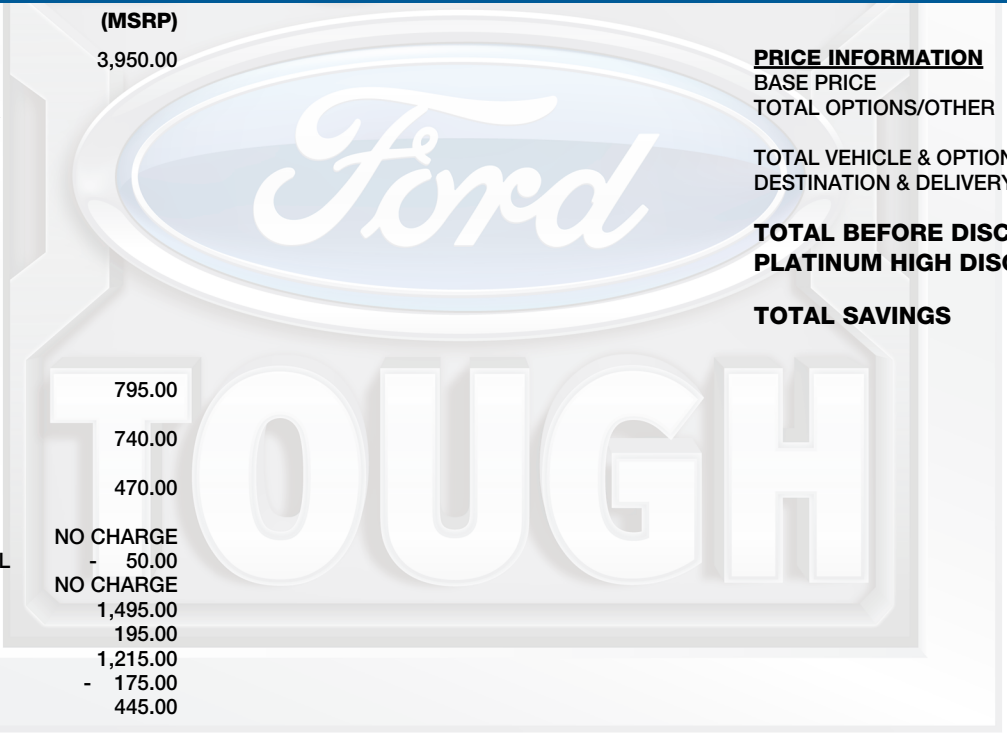 (MSRP)
3,950.00
795.00
740.00
470.00
NO CHARGE
L - 50.00
NO CHARGE
1,495.00
195.00
1,215.00
- 175.00
445.00
PRICE INFORMATION
BASE PRICE
TOTAL OPTIONS/OTHER
TOTAL VEHICLE & OPTION
DESTINATION & DELIVERY
TOTAL BEFORE DISC
PLATINUM HIGH DISC
TOTAL SAVINGS
Ford
TOUGH